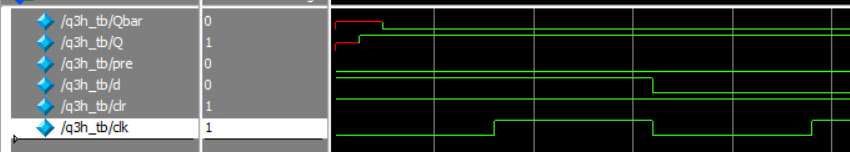 /q3h_tb/Qbar 0
/q3h_tb/Q 1
/q3h_tb/pre 0
/q3h_tb/d 0
/q3h_tb/clr 1
/q3h_tb/clk 1